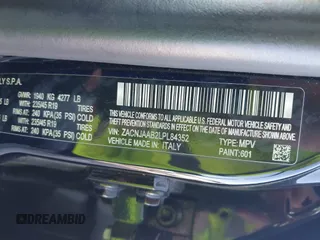 LY S.P.A.
GVWR: 1940 KG 4277 LB
TIRES 235/45 R19
240 KPA (35 PSI) COLD
TIRES 235/45 R19
240 KPA (35 PSI) COLD
THIS VEHICLE CONFORMS TO ALL APPLICABLE
U.S. FEDERAL MOTOR VEHICLE SAFETY,
BUMPER, AND THEFT PREVENTION STANDARDS
IN EFFECT ON THE DATE OF MANUFACTURE
SHOWN ABOVE.
VIN: ZACNJAAB2LPL84352
TYPE: MPV
VEHICLE MADE IN: ITALY
PAINT: 601
DREAMBID